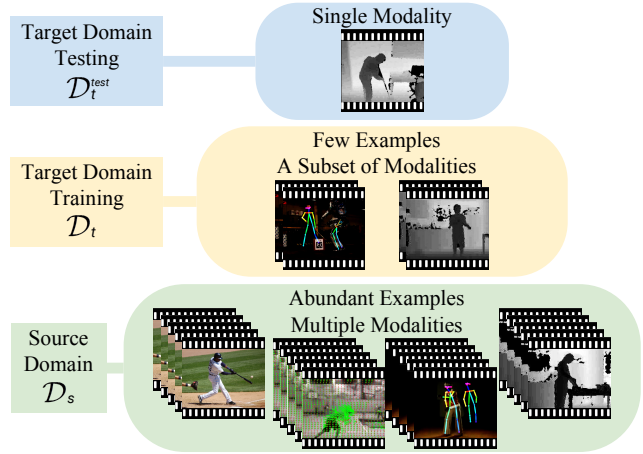 Target Domain
Testing
D_t^test
Single Modality
Target Domain
Training
D_t
Few Examples
A Subset of Modalities
Source
Domain
D_s
Abundant Examples
Multiple Modalities